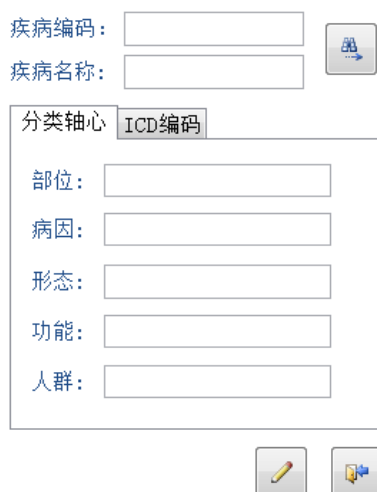 疾病编码：
疾病名称：
分类轴心 ICD编码
部位：
病因：
形态：
功能：
人群：